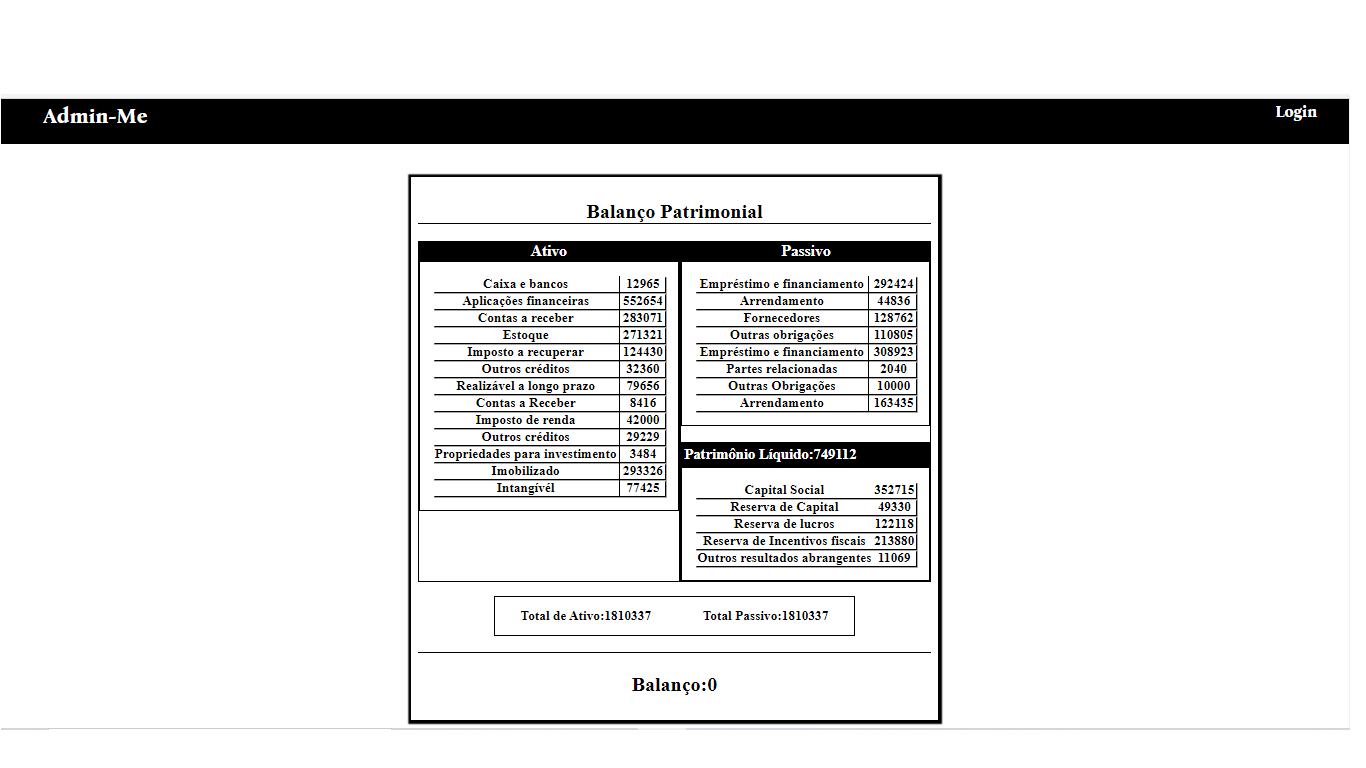 Admin-Me
Login
Balanço Patrimonial
Ativo
Caixa e bancos 12965
Aplicações financeiras 552654
Contas a receber 283071
Estoque 271321
Imposto a recuperar 124430
Outros créditos 32360
Realizável a longo prazo 79656
Contas a Receber 8416
Imposto de renda 42000
Outros créditos 29229
Propriedades para investimento 3484
Imobilizado 293326
Intangívél 77425
Passivo
Empréstimo e financiamento 292424
Arrendamento 44836
Fornecedores 128762
Outras obrigações 110805
Empréstimo e financiamento 308923
Partes relacionadas 2040
Outras Obrigações 10000
Arrendamento 163435
Patrimônio Líquido:749112
Capital Social 352715
Reserva de Capital 49330
Reserva de lucros 122118
Reserva de Incentivos fiscais 213880
Outros resultados abrangentes 11069
Total de Ativo:1810337
Total Passivo:1810337
Balanço:0